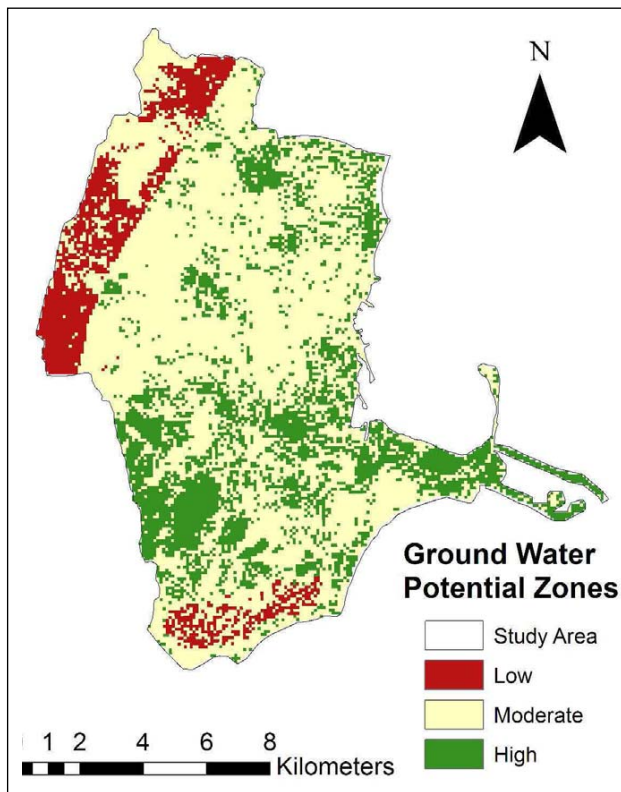 N
Ground Water
Potential Zones
Study Area
Low
Moderate
High
1 2 4 6 8
Kilometers